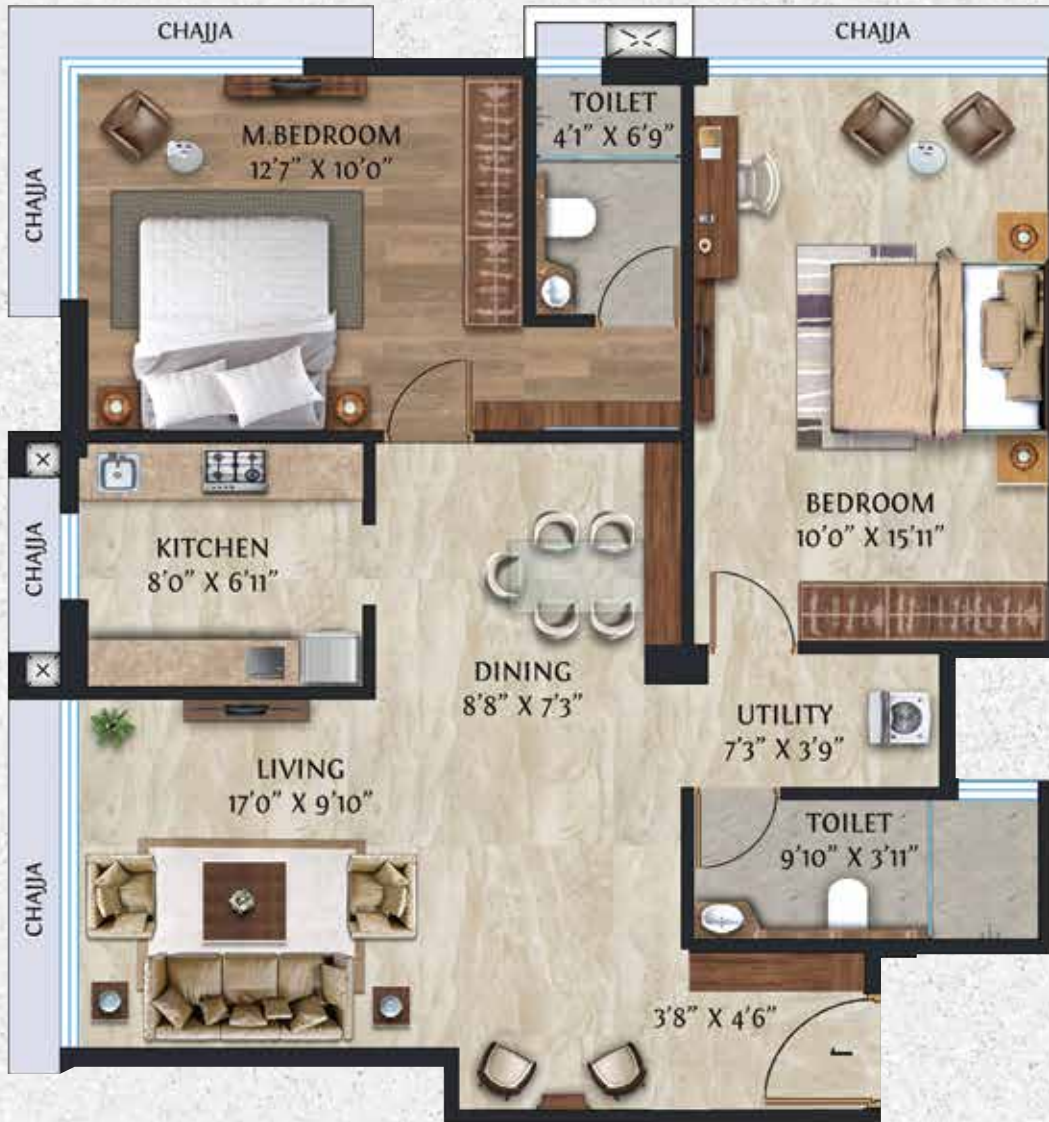 CHAJJA
CHAJJA
TOILET
4'1" X 6'9"
M.BEDROOM
12'7" X 10'0"
CHAJJA
BEDROOM
10'0" X 15'11"
KITCHEN
8'0" X 6'11"
CHAJJA
DINING
8'8" X 7'3"
UTILITY
7'3" X 3'9"
LIVING
17'0" X 9'10"
TOILET
9'10" X 3'11"
CHAJJA
3'8" X 4'6"